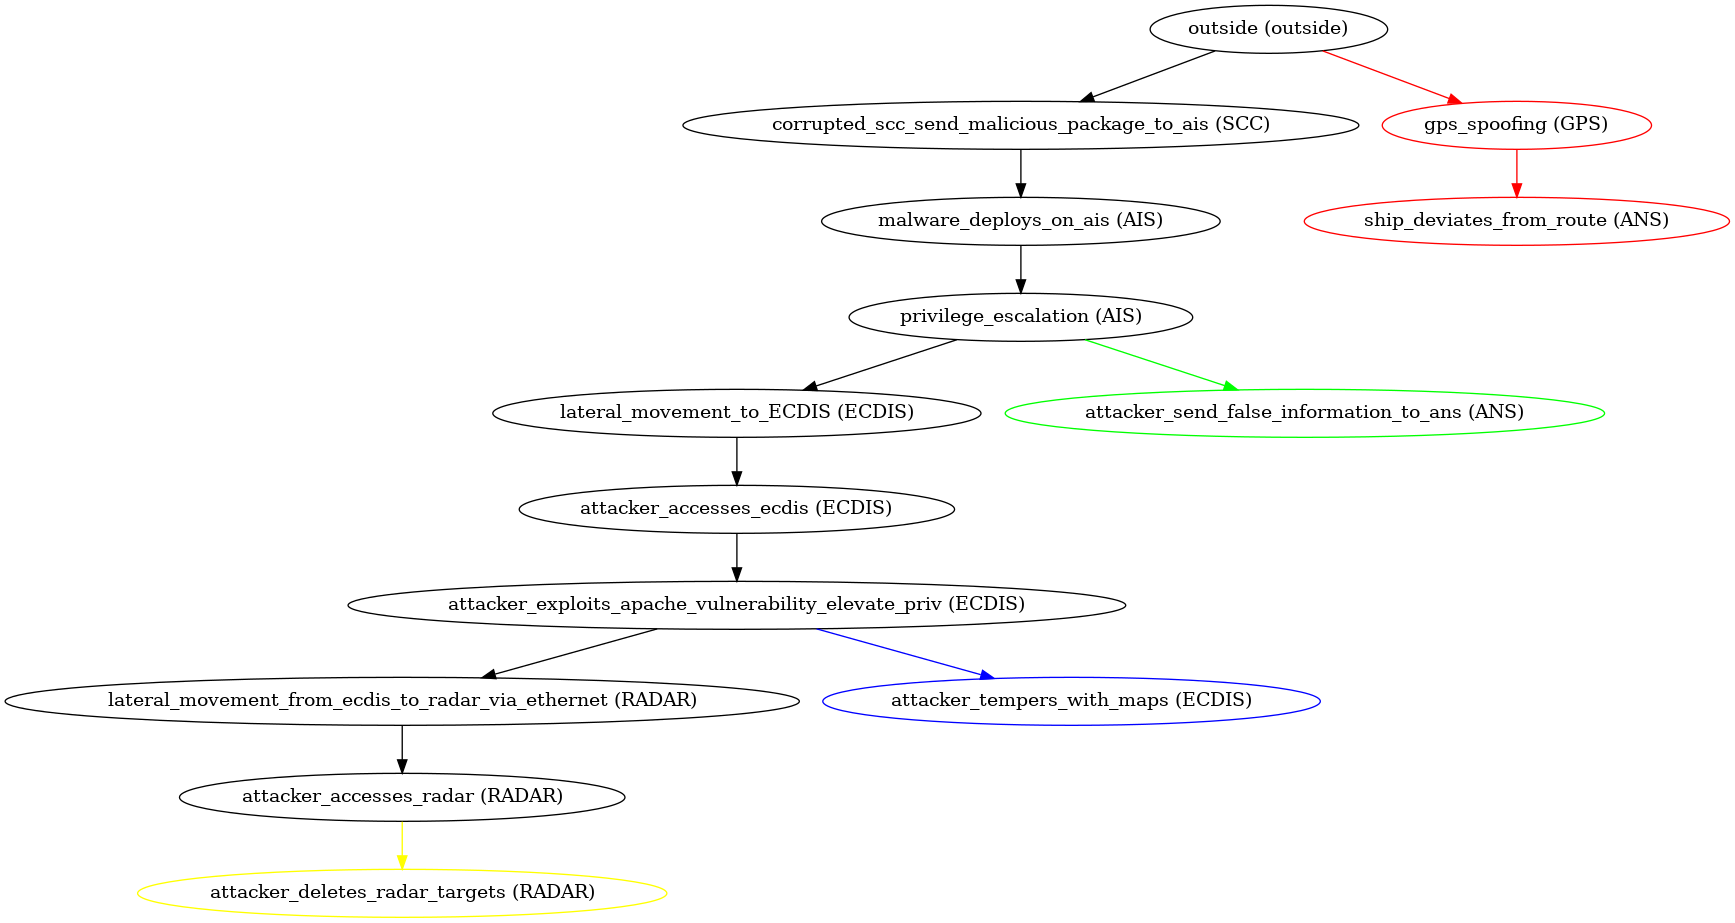 outside (outside)
corrupted_scc_send_malicious_package_to_ais (SCC)
gps_spoofing (GPS)
malware_deploys_on_ais (AIS)
ship_deviates_from_route (ANS)
privilege_escalation (AIS)
lateral_movement_to_ECDIS (ECDIS)
attacker_send_false_information_to_ans (ANS)
attacker_accesses_ecdis (ECDIS)
attacker_exploits_apache_vulnerability_elevate_priv (ECDIS)
lateral_movement_from_ecdis_to_radar_via_ethernet (RADAR)
attacker_tempers_with_maps (ECDIS)
attacker_accesses_radar (RADAR)
attacker_deletes_radar_targets (RADAR)